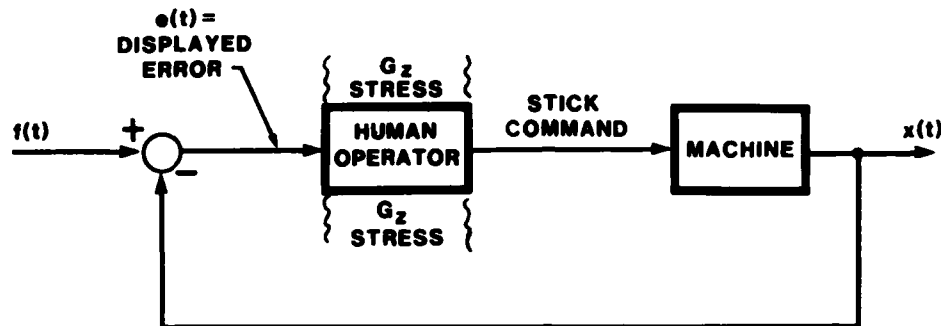 e(t) =
DISPLAYED
ERROR
Gz
STRESS
STICK
COMMAND
f(t)
+
−
HUMAN
OPERATOR
MACHINE
x(t)
Gz
STRESS